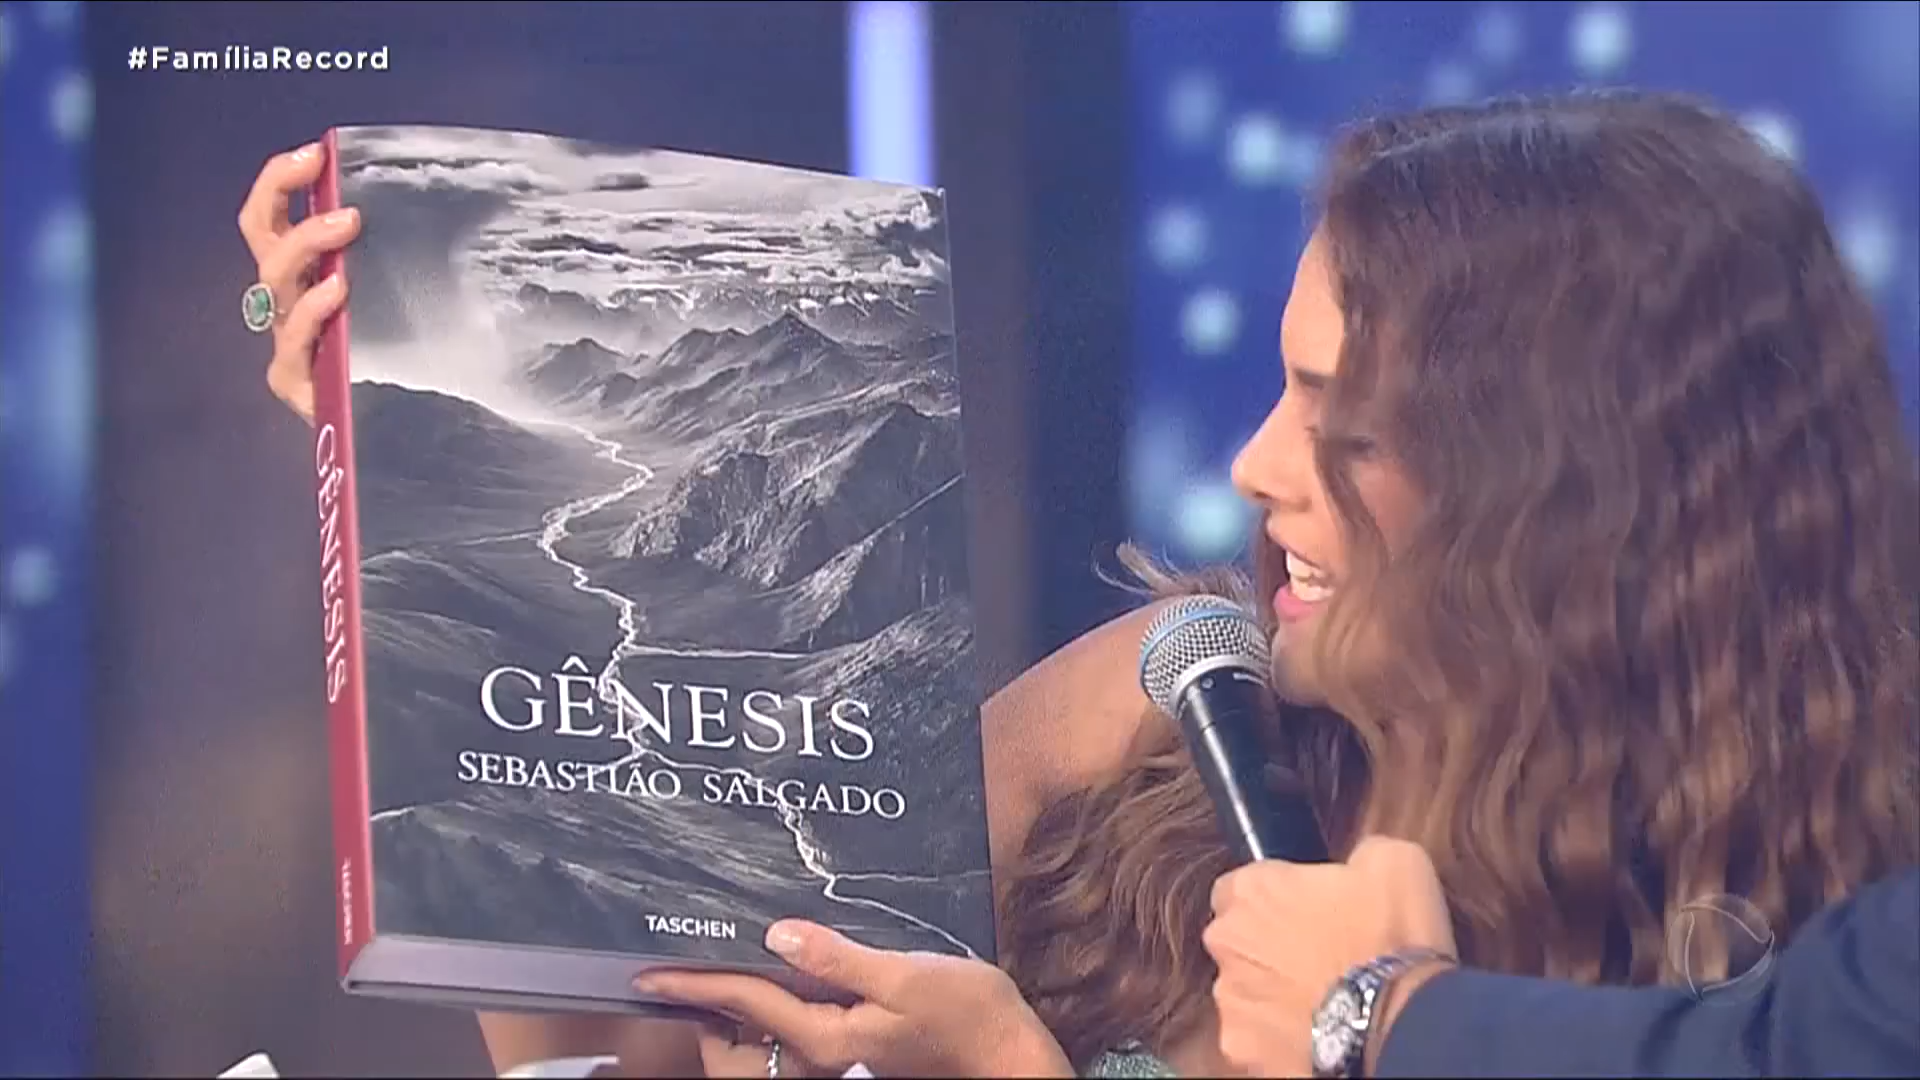 #FamíliaRecord
GÊNESIS
GÊNESIS
SEBASTIÃO SALGADO
TASCHEN